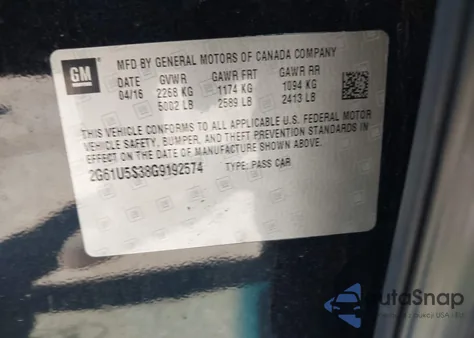 GM
MFD BY GENERAL MOTORS OF CANADA COMPANY
DATE GVWR GAWR FRT GAWR RR
04/16 2268 KG 1174 KG 1094 KG
5002 LB 2589 LB 2413 LB
THIS VEHICLE CONFORMS TO ALL APPLICABLE U.S. FEDERAL MOTOR
VEHICLE SAFETY, BUMPER, AND THEFT PREVENTION STANDARDS IN
EFFECT ON THE DATE OF MANUFACTURE SHOWN ABOVE.
2G61U5S38G9192574 TYPE: PASS CAR
AutoSnap